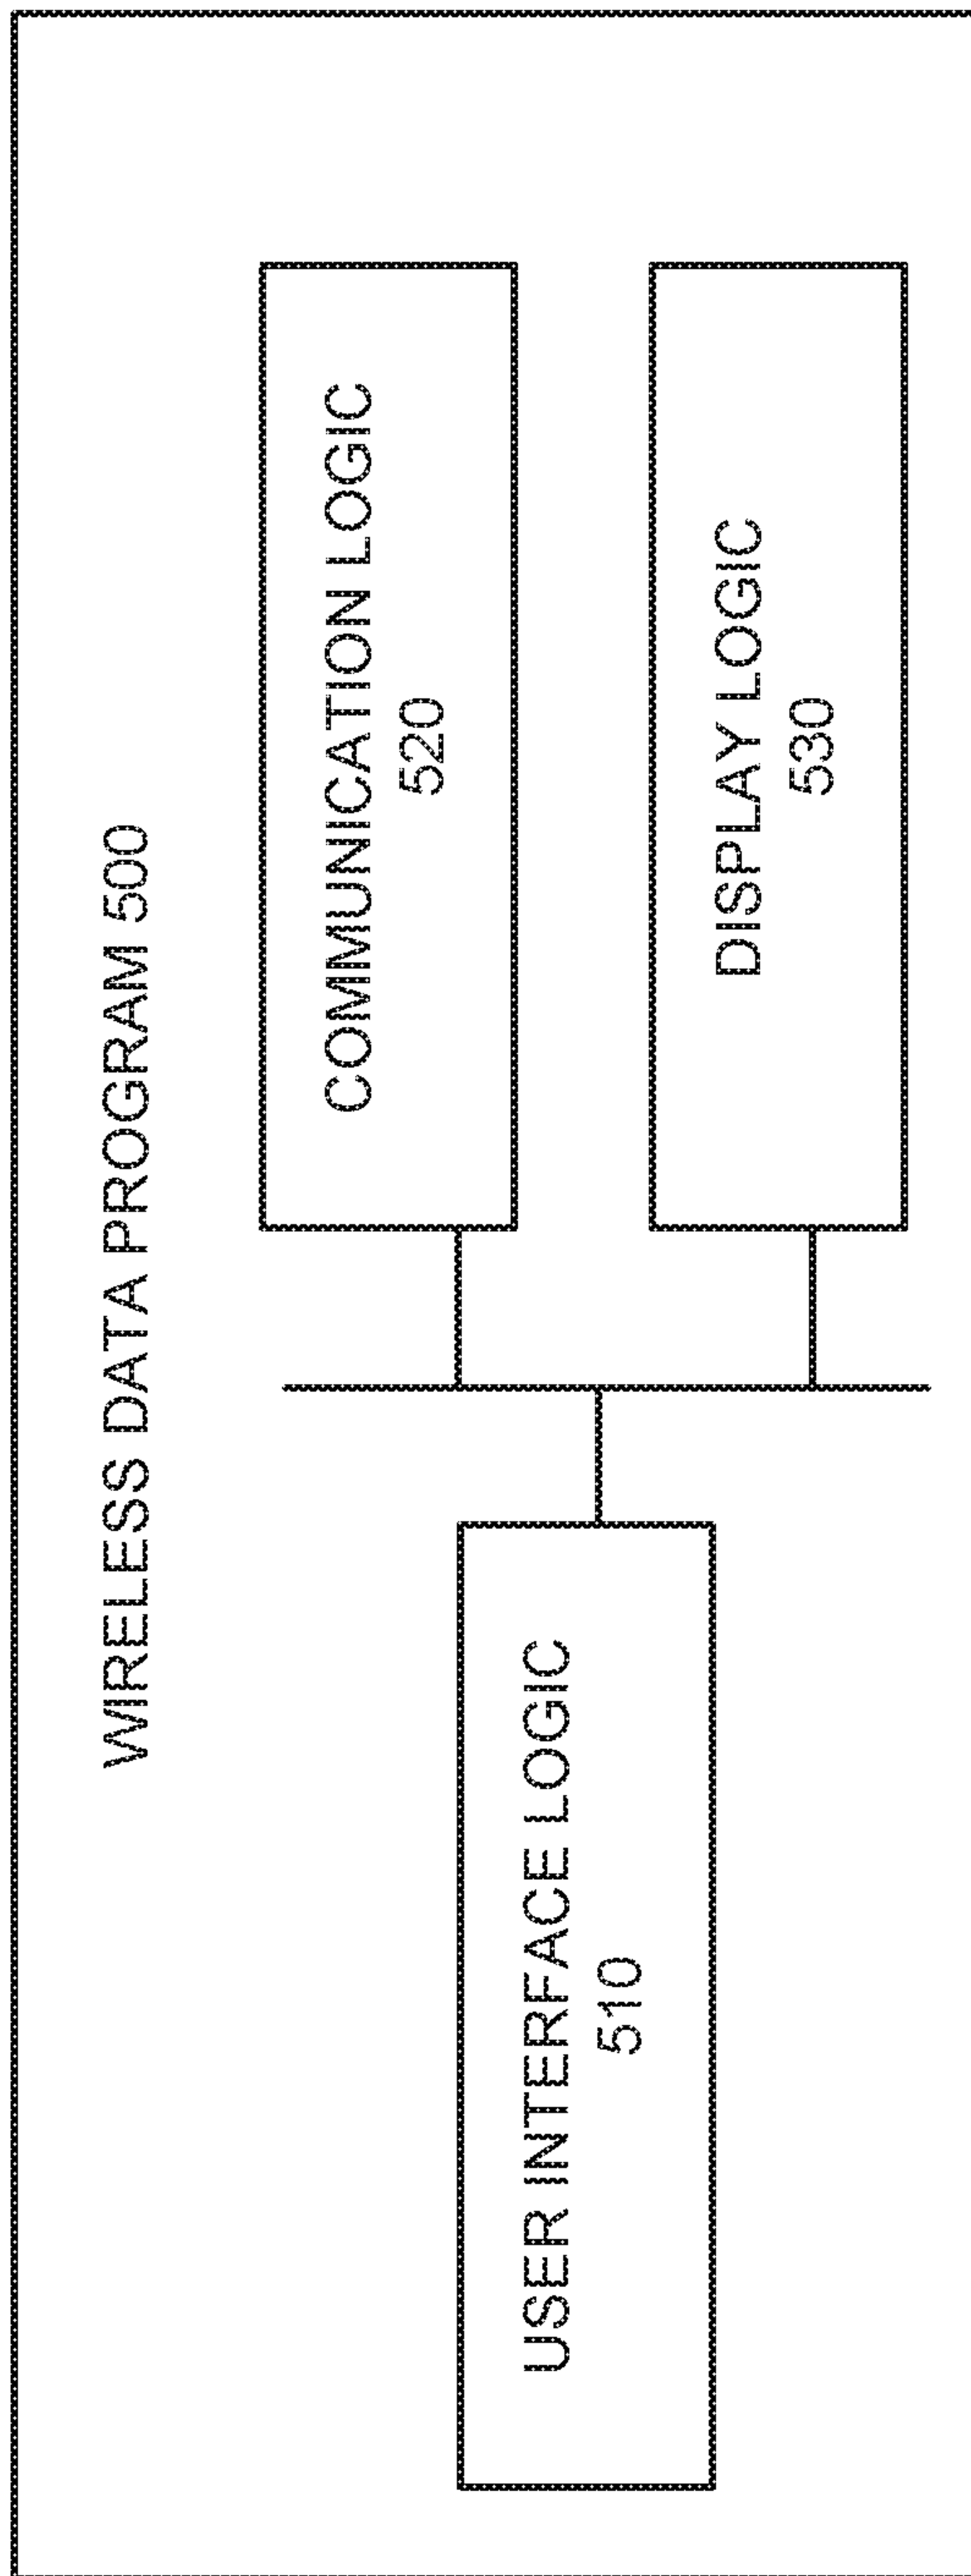 WIRELESS DATA PROGRAM 500
USER INTERFACE LOGIC
510
COMMUNICATION LOGIC
520
DISPLAY LOGIC
530